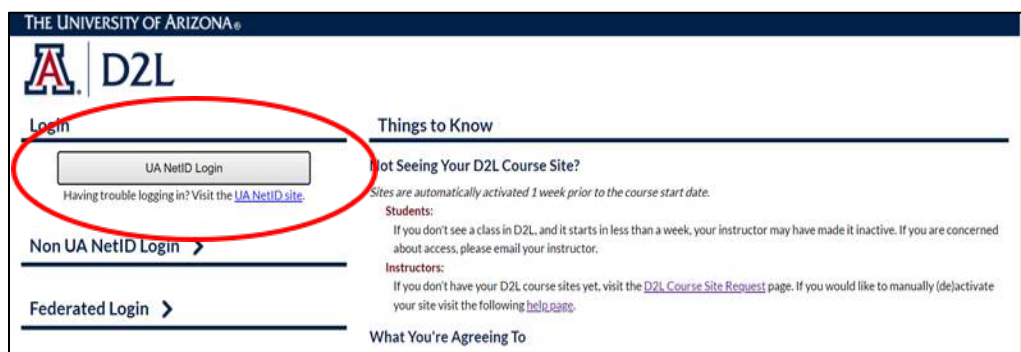 THE UNIVERSITY OF ARIZONA®
A. D2L
Login
UA NetID Login
Having trouble logging in? Visit the UA NetID site.
Non UA NetID Login
Federated Login
Things to Know
Not Seeing Your D2L Course Site?
Sites are automatically activated 1 week prior to the course start date.
Students:
If you don't see a class in D2L, and it starts in less than a week, your instructor may have made it inactive. If you are concerned
about access, please email your instructor.
Instructors:
If you don't have your D2L course sites yet, visit the D2L Course Site Request page. If you would like to manually (de)activate
your site visit the following help page.
What You're Agreeing To